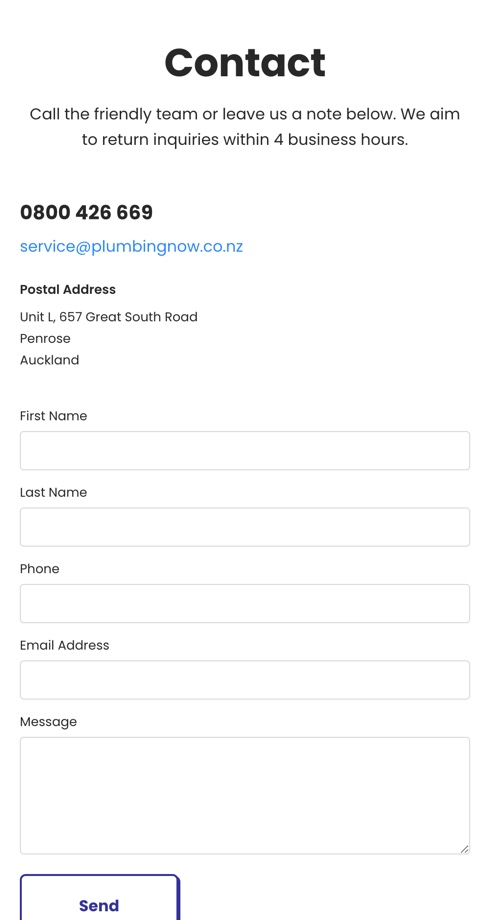 Contact
Call the friendly team or leave us a note below. We aim
to return inquiries within 4 business hours.
0800 426 669
service@plumbingnow.co.nz
Postal Address
Unit L, 657 Great South Road
Penrose
Auckland
First Name
Last Name
Phone
Email Address
Message
Send